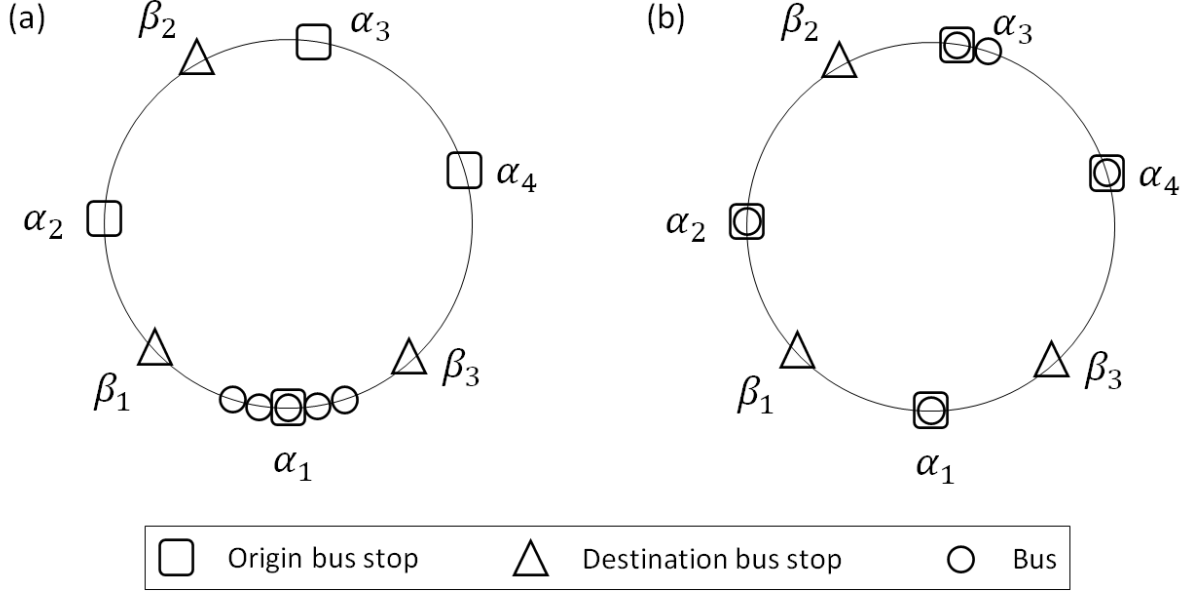 (a)
β₂
α₃
α₂
α₄
β₁
β₃
α₁
(b)
β₂
α₃
α₂
α₄
β₁
β₃
α₁
Origin bus stop
Destination bus stop
Bus